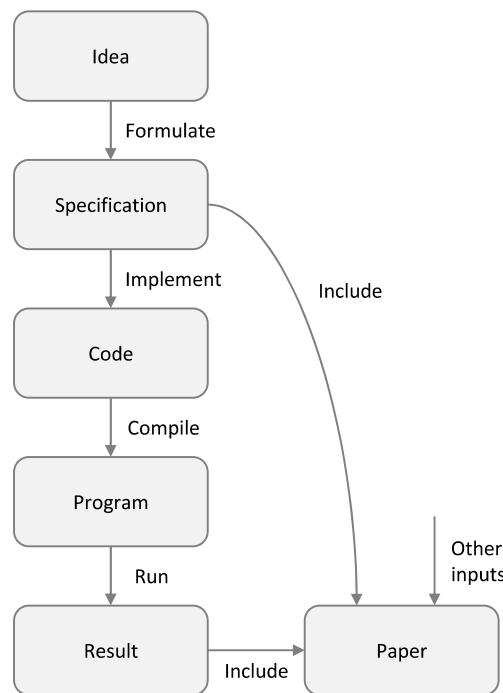 Idea
Formulate
Specification
Implement
Include
Code
Compile
Program
Run
Other
inputs
Result
Include
Paper